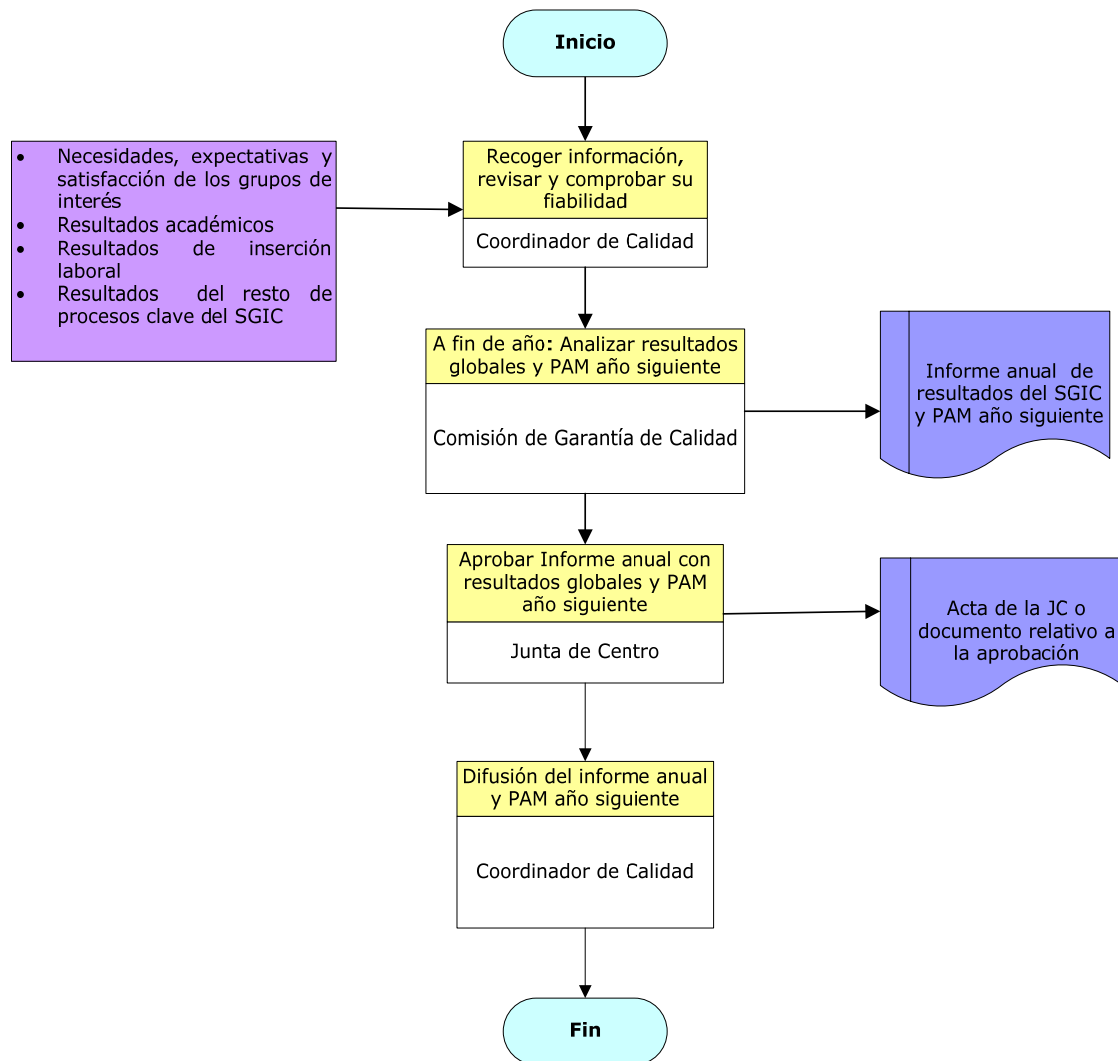 Inicio
• Necesidades, expectativas y
satisfacción de los grupos de
interés
• Resultados académicos
• Resultados de inserción
laboral
• Resultados del resto de
procesos clave del SGIC
Recoger información,
revisar y comprobar su
fiabilidad
Coordinador de Calidad
A fin de año: Analizar resultados
globales y PAM año siguiente
Comisión de Garantía de Calidad
Informe anual de
resultados del SGIC
y PAM año siguiente
Aprobar Informe anual con
resultados globales y PAM
año siguiente
Junta de Centro
Acta de la JC o
documento relativo a
la aprobación
Difusión del informe anual
y PAM año siguiente
Coordinador de Calidad
Fin